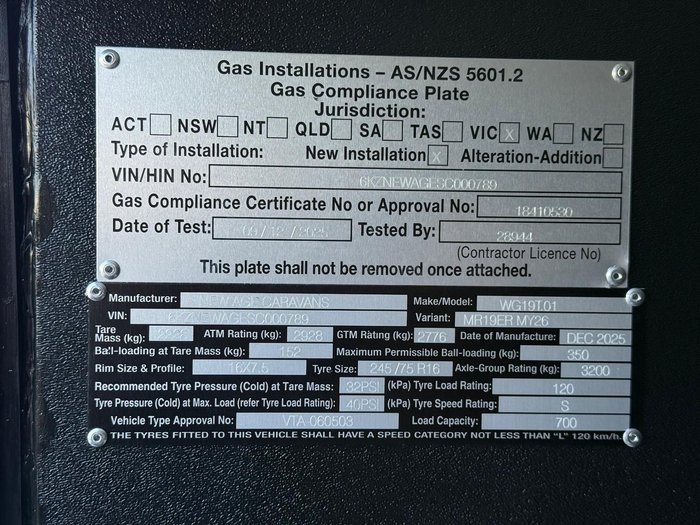 Gas Installations – AS/NZS 5601.2
Gas Compliance Plate
Jurisdiction:
ACT NSW NT QLD SA TAS VIC x WA NZ
Type of Installation: New Installation x Alteration-Addition
VIN/HIN No: 6KZNEWAGESC000789
Gas Compliance Certificate No or Approval No: 18410530
Date of Test: 09 / 12 / 2025 Tested By: 28944
(Contractor Licence No)
This plate shall not be removed once attached.
Manufacturer: NEW AGE CARAVANS Make/Model: WG19T01
VIN: 6KZNEWAGESC000789 Variant: MR19ER MY26
Tare Mass (kg): ATM Rating (kg): 2928 GTM Rating (kg): 2776 Date of Manufacture: DEC 2025
Ball-loading at Tare Mass (kg): 152 Maximum Permissible Ball-loading (kg): 350
Rim Size & Profile: 16X7.5 Tyre Size: 245 /75 R16 Axle-Group Rating (kg): 3200
Recommended Tyre Pressure (Cold) at Tare Mass: 32PSI (kPa) Tyre Load Rating: 120
Tyre Pressure (Cold) at Max. Load (refer Tyre Load Rating): 40PSI (kPa) Tyre Speed Rating: S
Vehicle Type Approval No: VTA-060503 Load Capacity: 700
THE TYRES FITTED TO THIS VEHICLE SHALL HAVE A SPEED CATEGORY NOT LESS THAN "L" 120 km/h.